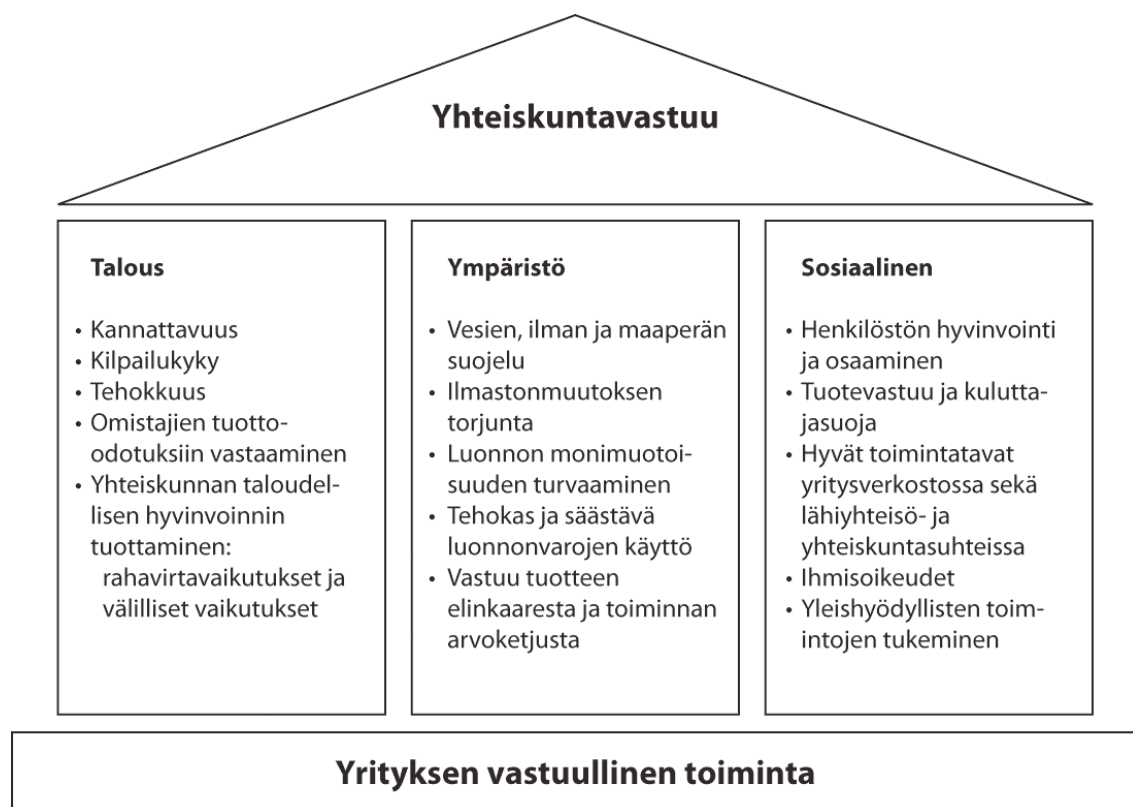 Yhteiskuntavastuu
Talous
• Kannattavuus
• Kilpailukyky
• Tehokkuus
• Omistajien tuotto-
odotuksiin vastaaminen
• Yhteiskunnan taloudel-
lisen hyvinvoinnin
tuottaminen:
rahavirtavaikutukset ja
välilliset vaikutukset
Ympäristö
• Vesien, ilman ja maaperän
suojelu
• Ilmastonmuutoksen
torjunta
• Luonnon monimuotoi-
suuden turvaaminen
• Tehokas ja säästävä
luonnonvarojen käyttö
• Vastuu tuotteen
elinkaaresta ja toiminnan
arvoketjusta
Sosiaalinen
• Henkilöstön hyvinvointi
ja osaaminen
• Tuotevastuu ja kulutta-
jasuoja
• Hyvät toimintatavat
yritysverkostossa sekä
lähiyhteisö- ja
yhteiskuntasuhteissa
• Ihmisoikeudet
• Yleishyödyllisten toim-
intojen tukeminen
Yrityksen vastuullinen toiminta